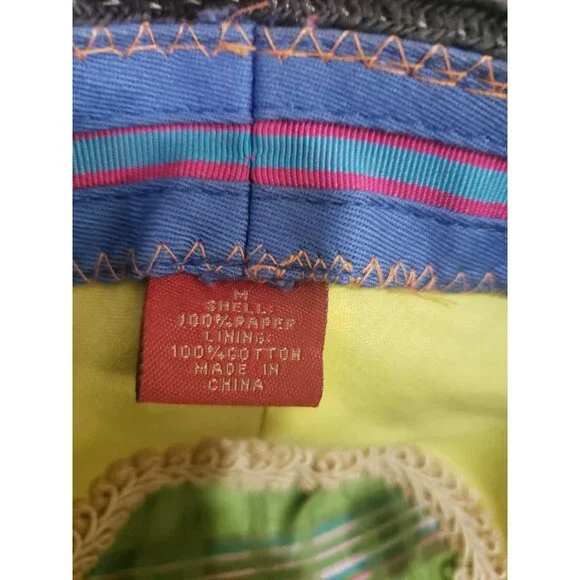 M
SHELL:
100%PAPER
LINING:
100%COTTON
MADE IN
CHINA